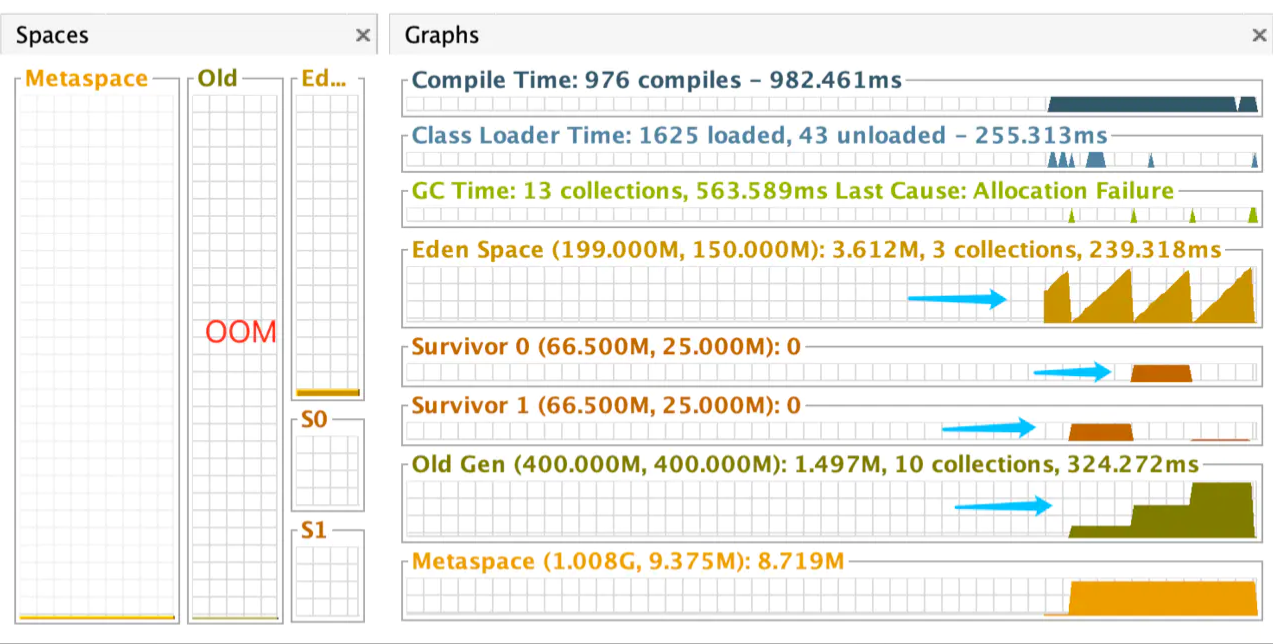 Spaces
Metaspace
Old
Ed...
OOM
S0
S1
Graphs
Compile Time: 976 compiles – 982.461ms
Class Loader Time: 1625 loaded, 43 unloaded – 255.313ms
GC Time: 13 collections, 563.589ms Last Cause: Allocation Failure
Eden Space (199.000M, 150.000M): 3.612M, 3 collections, 239.318ms
Survivor 0 (66.500M, 25.000M): 0
Survivor 1 (66.500M, 25.000M): 0
Old Gen (400.000M, 400.000M): 1.497M, 10 collections, 324.272ms
Metaspace (1.008G, 9.375M): 8.719M